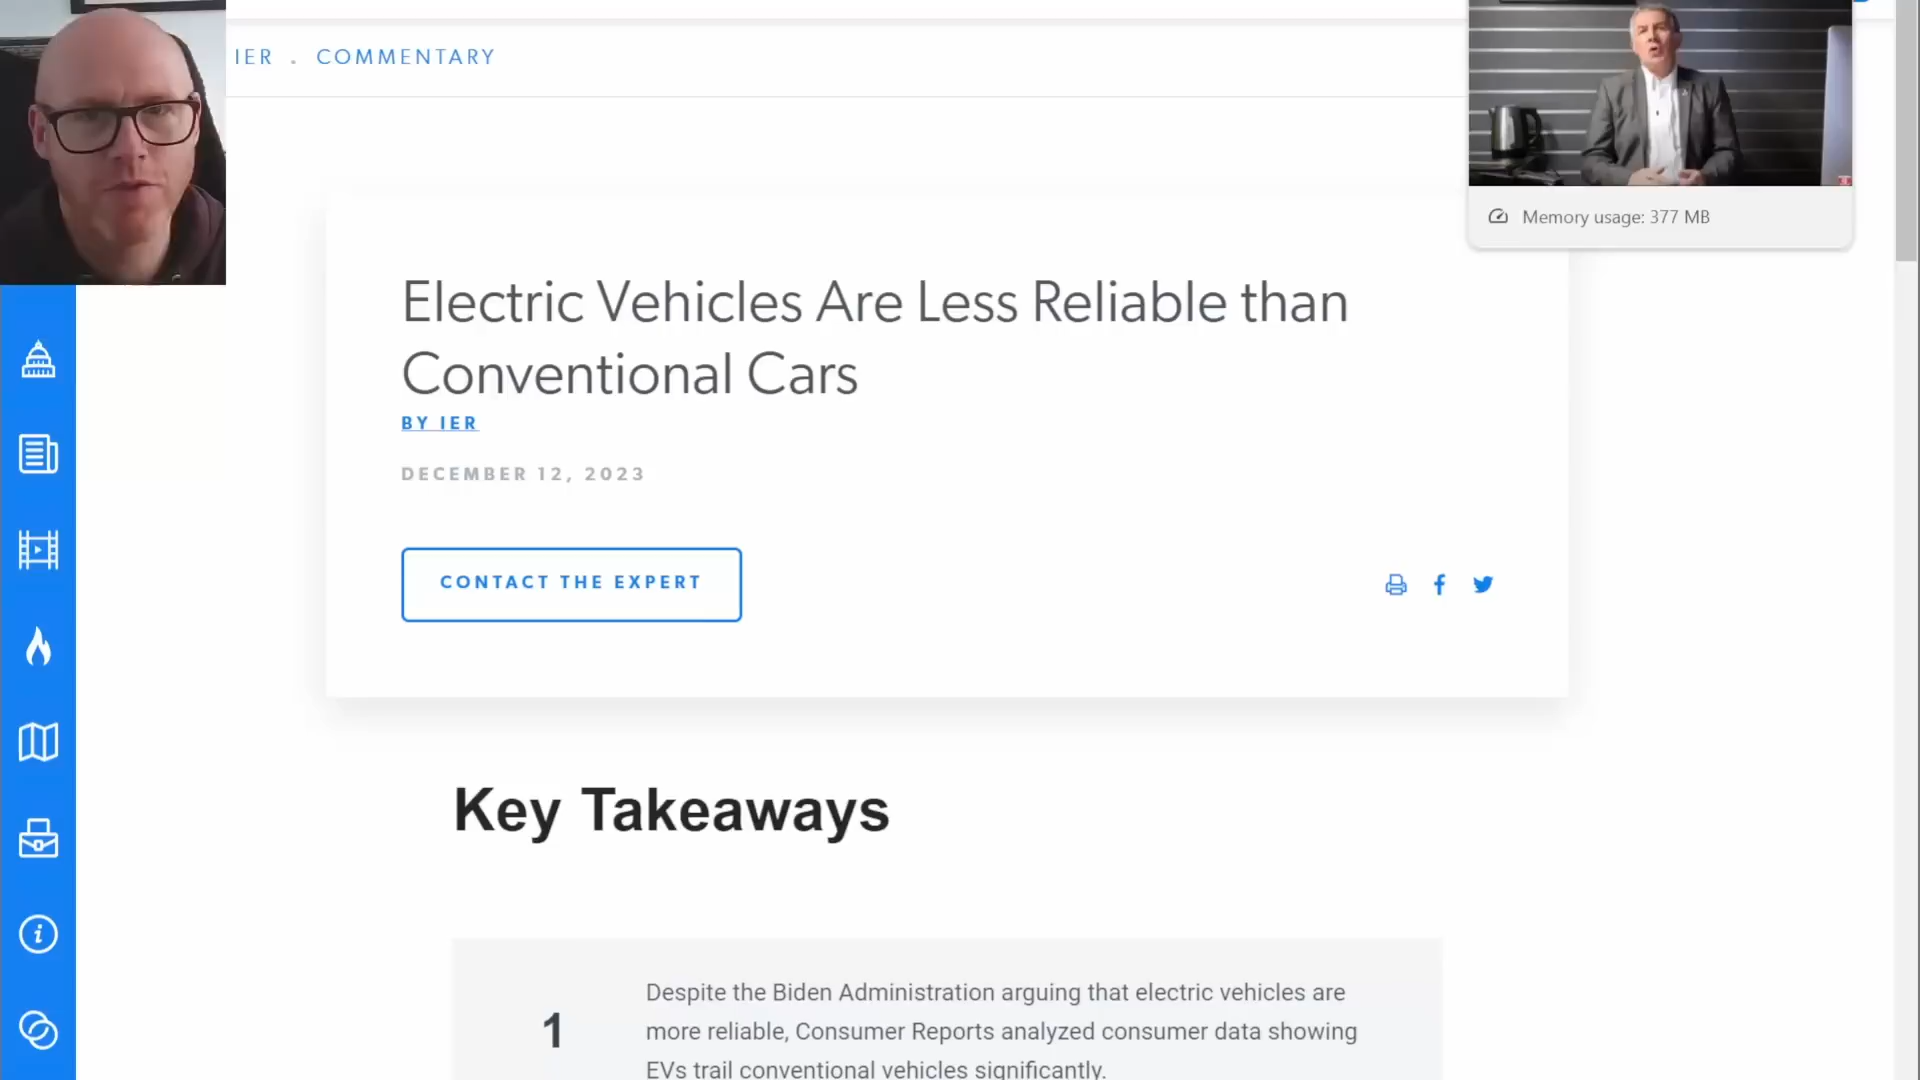 IER . COMMENTARY
Memory usage: 377 MB
Electric Vehicles Are Less Reliable than
Conventional Cars
BY IER
DECEMBER 12, 2023
CONTACT THE EXPERT
Key Takeaways
1
Despite the Biden Administration arguing that electric vehicles are
more reliable, Consumer Reports analyzed consumer data showing
EVs trail conventional vehicles significantly.